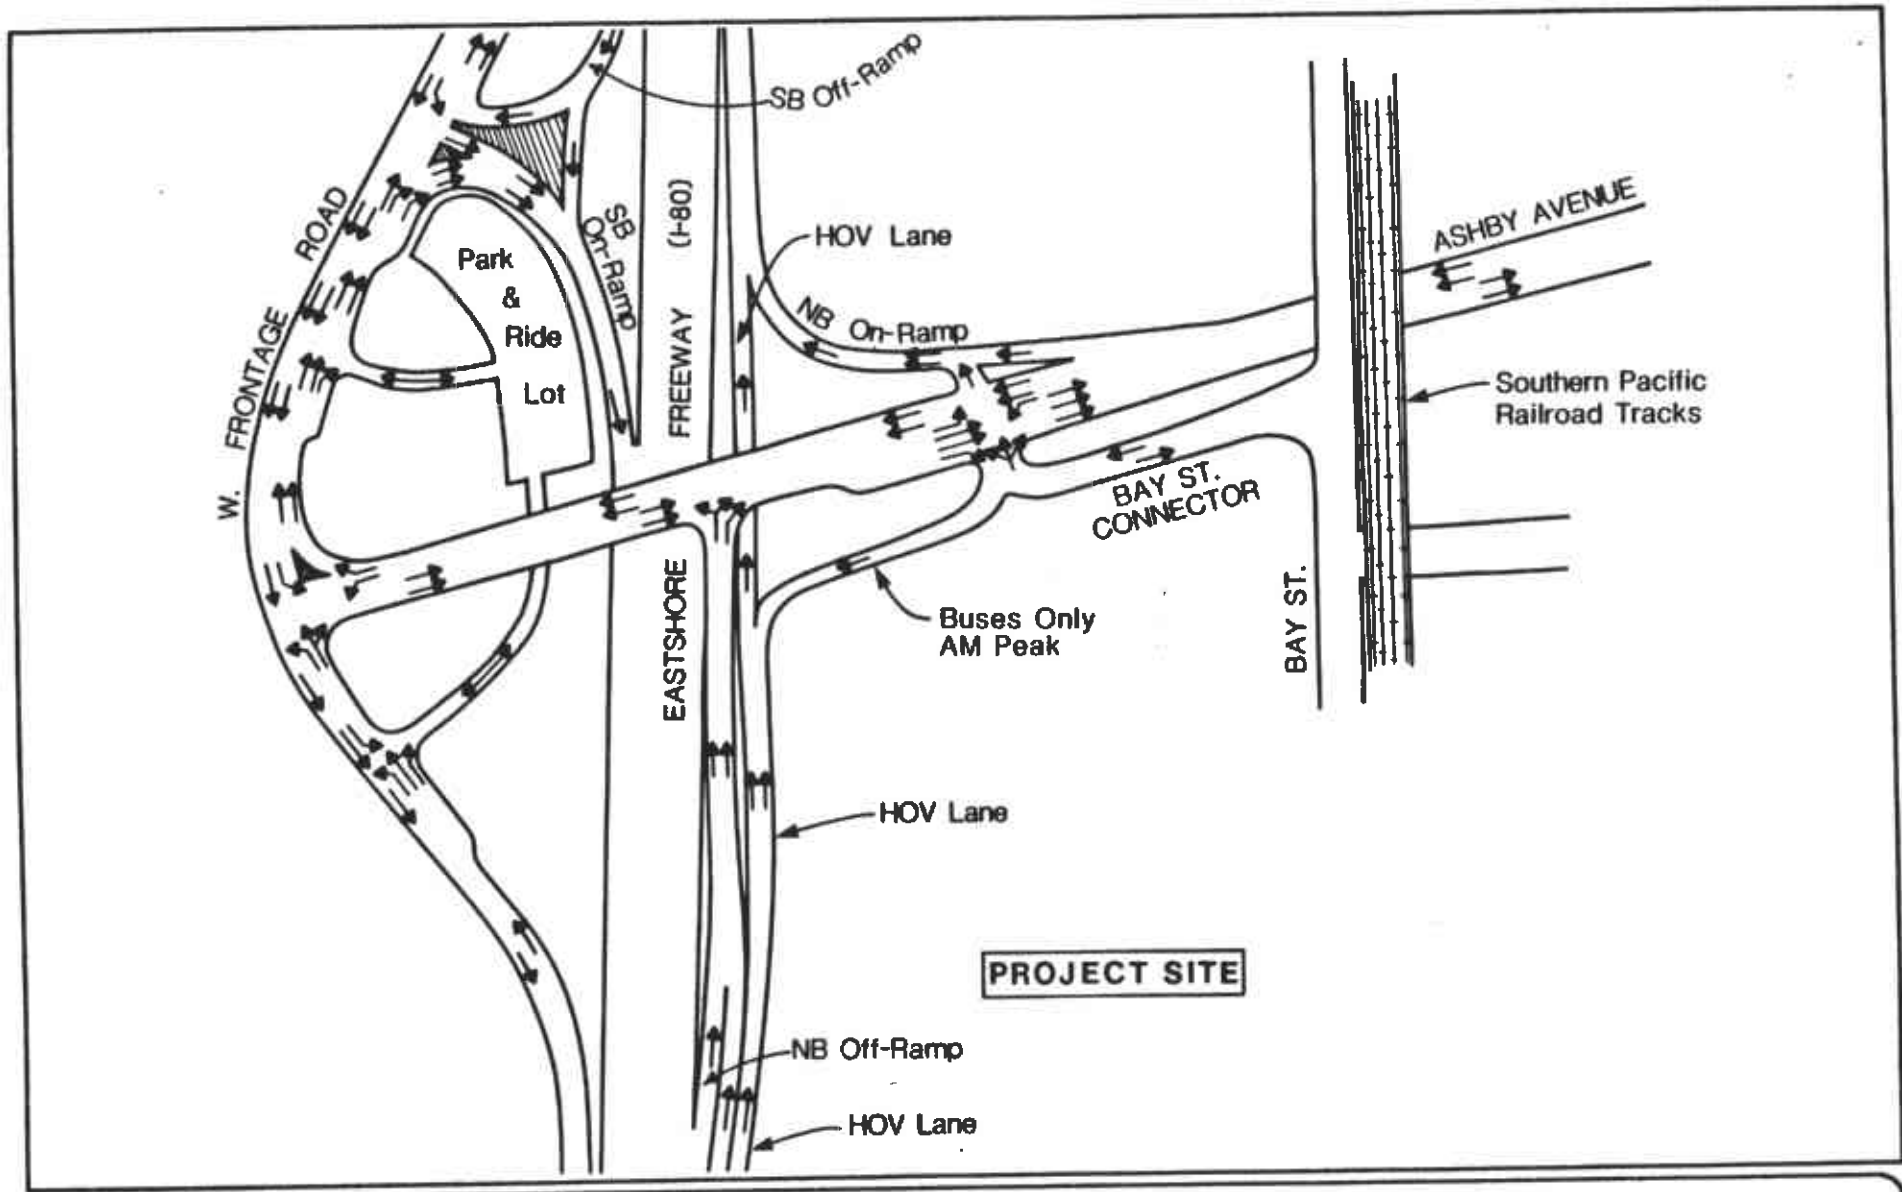 SB Off-Ramp
W. FRONTAGE ROAD
SB
On-Ramp
Park
&
Ride
Lot
EASTSHORE FREEWAY (I-80)
HOV Lane
NB On-Ramp
ASHBY AVENUE
Southern Pacific
Railroad Tracks
BAY ST.
CONNECTOR
Buses Only
AM Peak
BAY ST.
HOV Lane
PROJECT SITE
NB Off-Ramp
HOV Lane